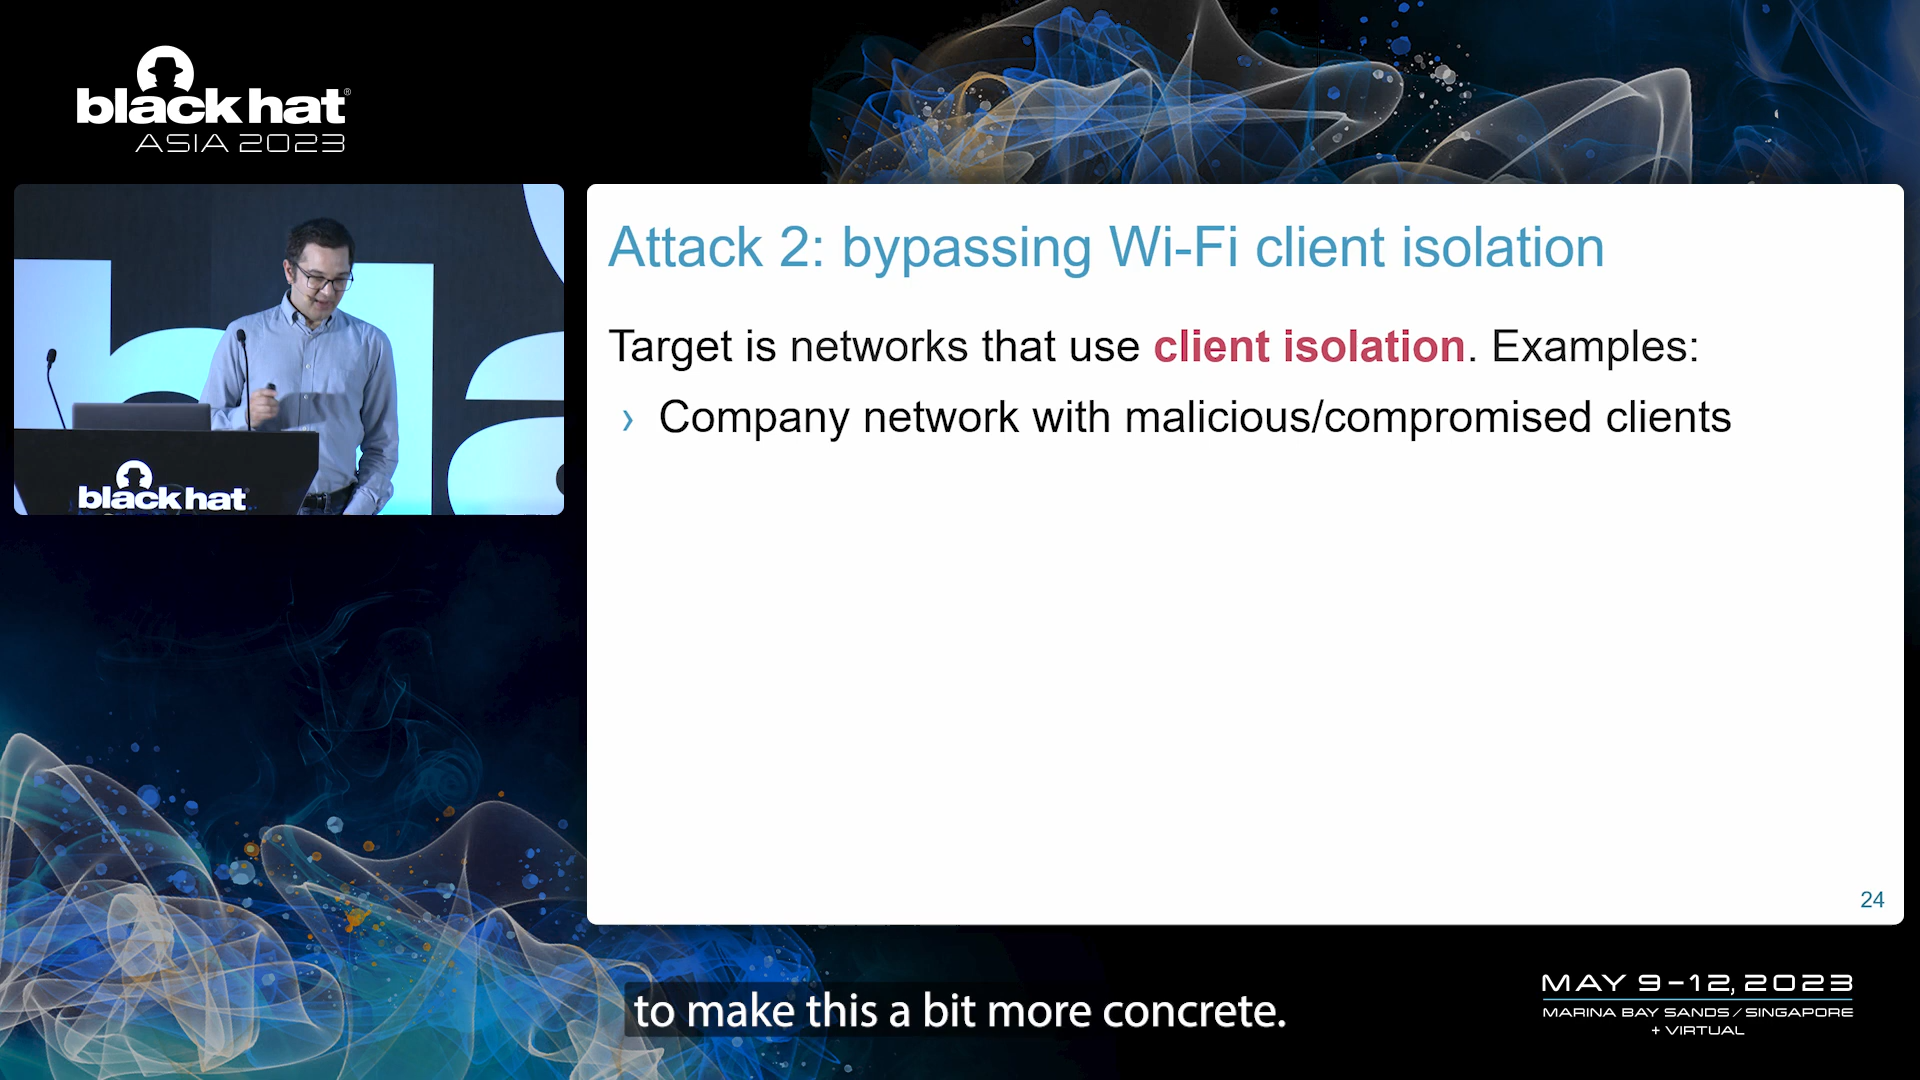 black hat®
ASIA 2023
black hat
Attack 2: bypassing Wi-Fi client isolation
Target is networks that use client isolation. Examples:
› Company network with malicious/compromised clients
24
to make this a bit more concrete.
MAY 9-12, 2023
MARINA BAY SANDS / SINGAPORE
+ VIRTUAL